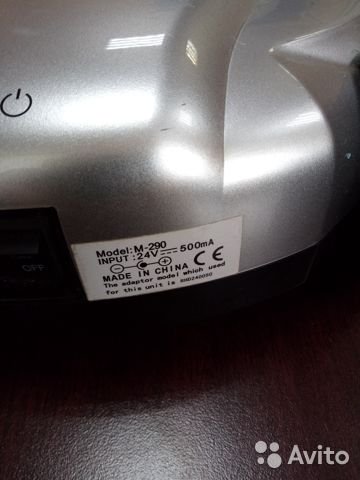 OFF
Model:M-290
INPUT:24V 500mA
- + CE
MADE IN CHINA
The adaptor model which used
for this unit is XHD240050
Avito